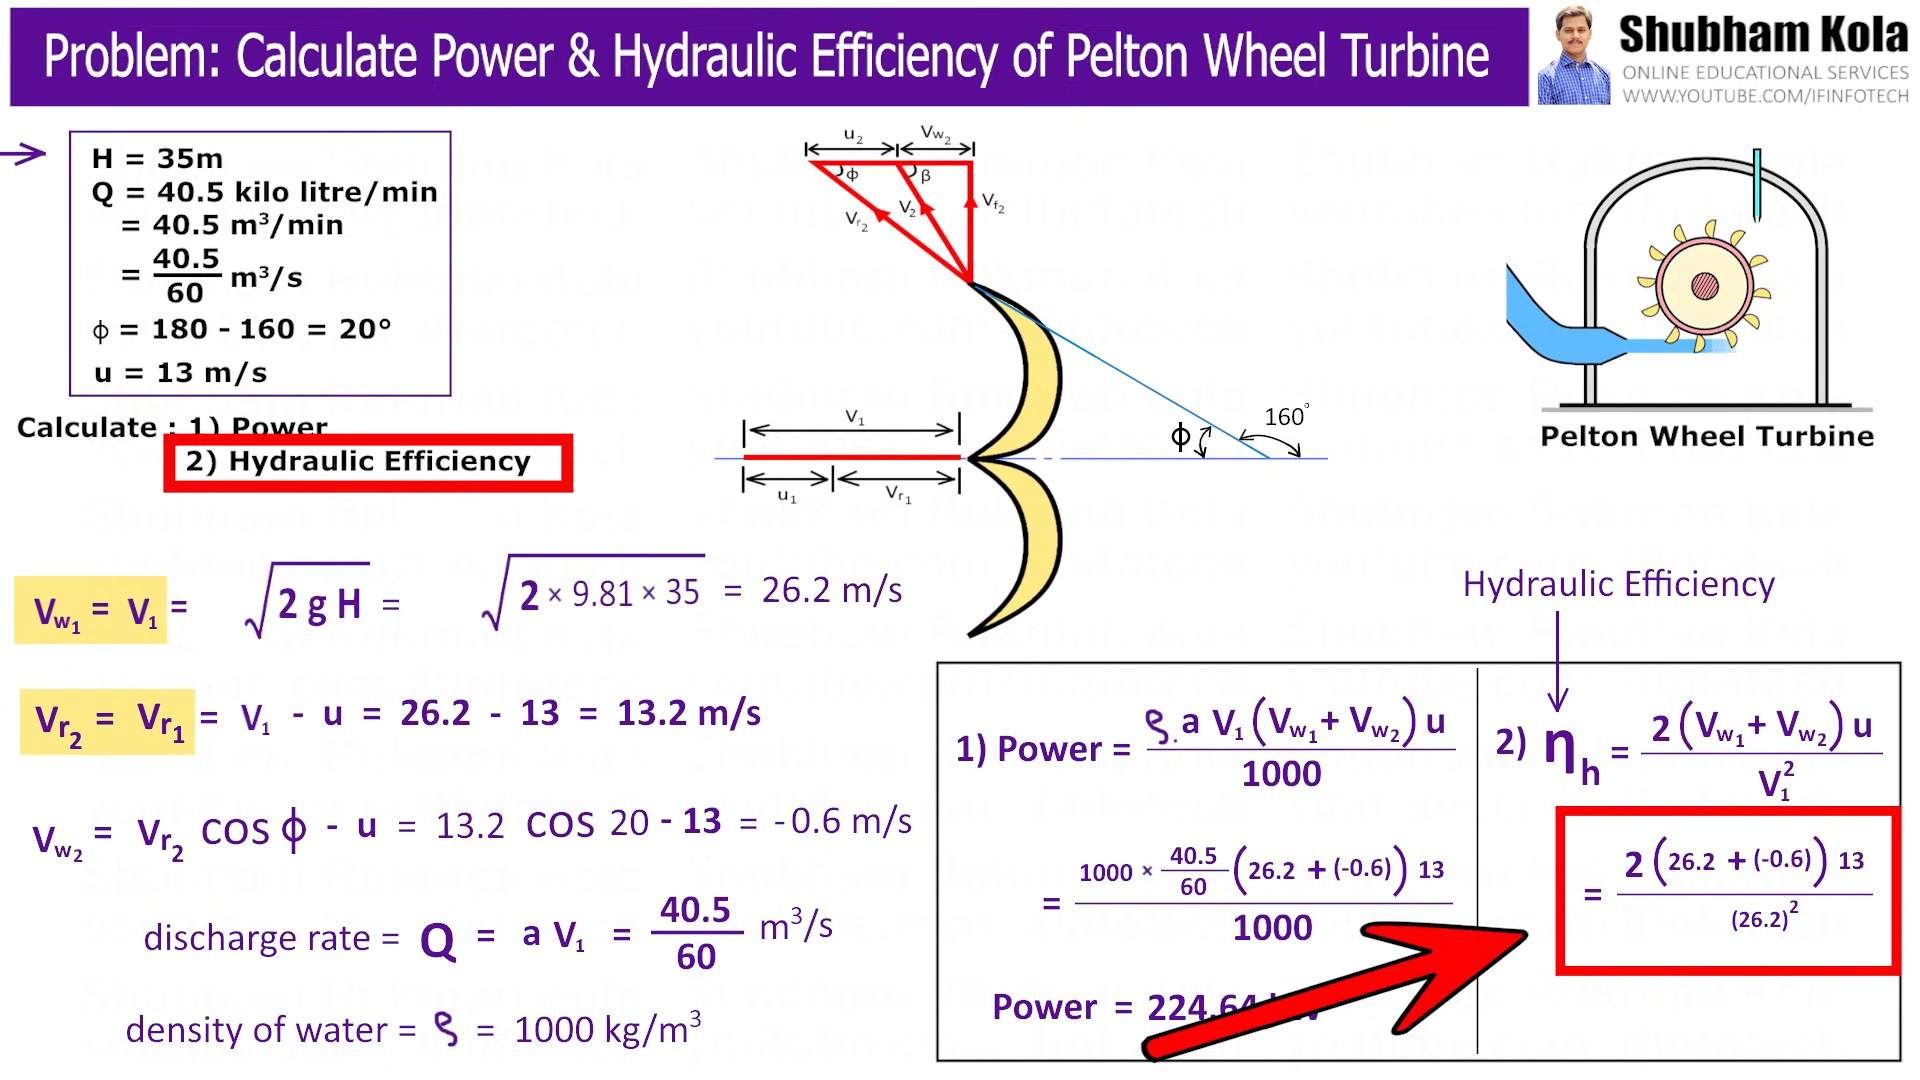 Problem: Calculate Power & Hydraulic Efficiency of Pelton Wheel Turbine
Shubham Kola
ONLINE EDUCATIONAL SERVICES
WWW.YOUTUBE.COM/IFINFOTECH
H = 35m
Q = 40.5 kilo litre/min
= 40.5 m³/min
= 40.5/60 m³/s
ϕ = 180 - 160 = 20°
u = 13 m/s
Calculate : 1) Power
2) Hydraulic Efficiency
u₂
Vw₂
ϕ
β
Vr₂
V₂
Vf₂
V₁
u₁
Vr₁
ϕ
160°
Pelton Wheel Turbine
Vw₁ = V₁ = √(2 g H) = √(2 × 9.81 × 35) = 26.2 m/s
Vr₂ = Vr₁ = V₁ - u = 26.2 - 13 = 13.2 m/s
Vw₂ = Vr₂ cos ϕ - u = 13.2 cos 20 - 13 = -0.6 m/s
discharge rate = Q = a V₁ = 40.5/60 m³/s
density of water = ρ = 1000 kg/m³
Hydraulic Efficiency
1) Power = ρ.a V₁ (Vw₁ + Vw₂) u / 1000
= 1000 × 40.5/60 (26.2 + (-0.6)) 13 / 1000
Power = 224.64
2) ηh = 2 (Vw₁ + Vw₂) u / V₁²
= 2 (26.2 + (-0.6)) 13 / (26.2)²